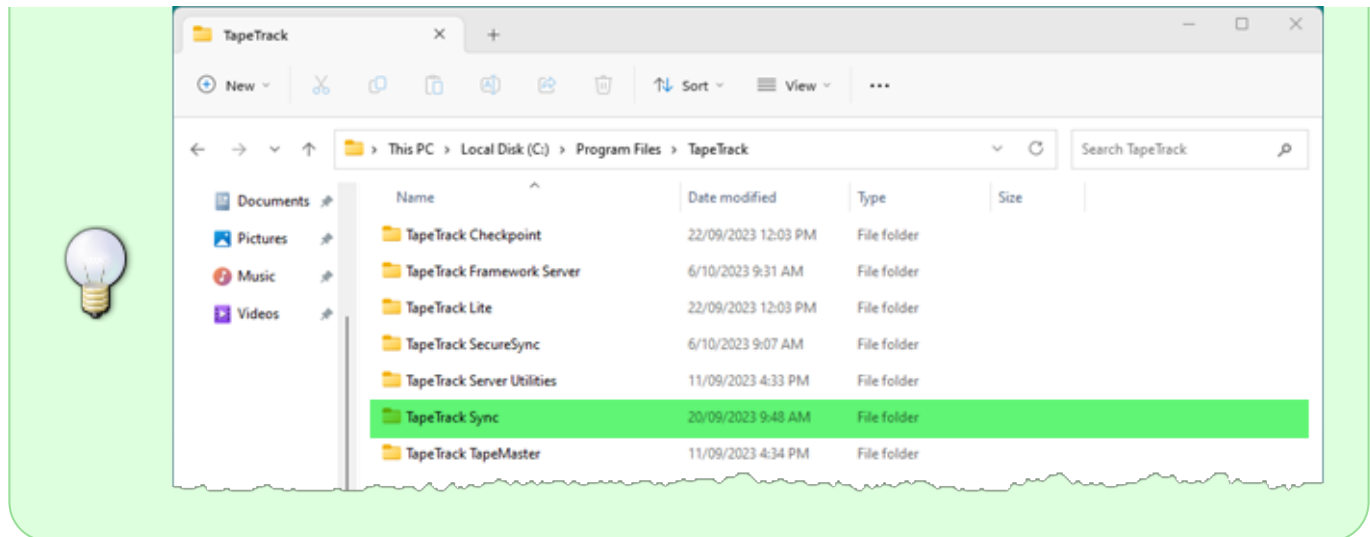 TapeTrack
New Sort View
This PC > Local Disk (C:) > Program Files > TapeTrack Search TapeTrack
Documents Name Date modified Type Size
Pictures TapeTrack Checkpoint 22/09/2023 12:03 PM File folder
Music TapeTrack Framework Server 6/10/2023 9:31 AM File folder
Videos TapeTrack Lite 22/09/2023 12:03 PM File folder
TapeTrack SecureSync 6/10/2023 9:07 AM File folder
TapeTrack Server Utilities 11/09/2023 4:33 PM File folder
TapeTrack Sync 20/09/2023 9:48 AM File folder
TapeTrack TapeMaster 11/09/2023 4:34 PM File folder